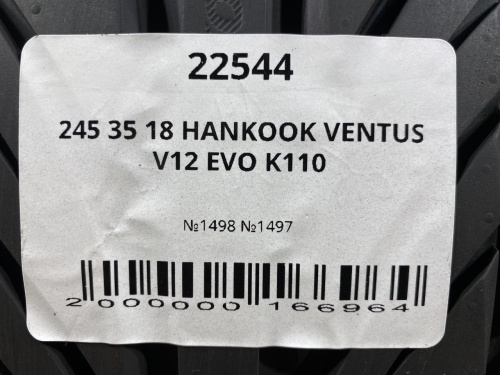 22544
245 35 18 HANKOOK VENTUS
V12 EVO K110
№1498 №1497
2 000000 166964